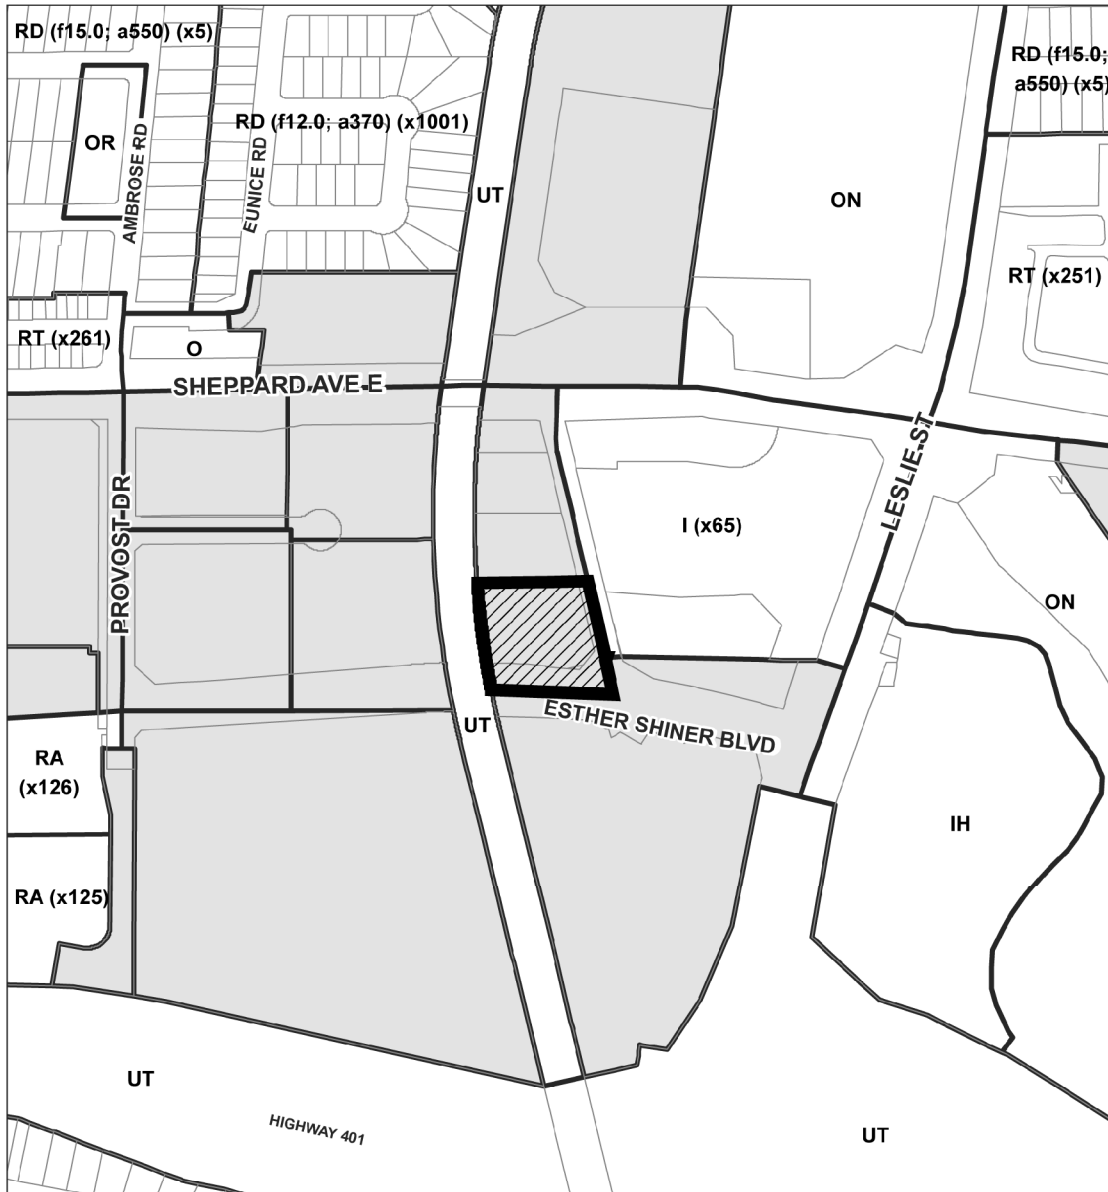 RD (f15.0; a550) (x5)
RD (f15.0;
a550) (x5)
RD (f12.0; a370) (x1001)
OR
AMBROSE RD
EUNICE RD
UT
ON
RT (x251)
RT (x261)
O
SHEPPARD AVE E
LESLIE ST
PROVOST DR
I (x65)
ON
ESTHER SHINER BLVD
UT
RA
(x126)
IH
RA (x125)
UT
HIGHWAY 401
UT